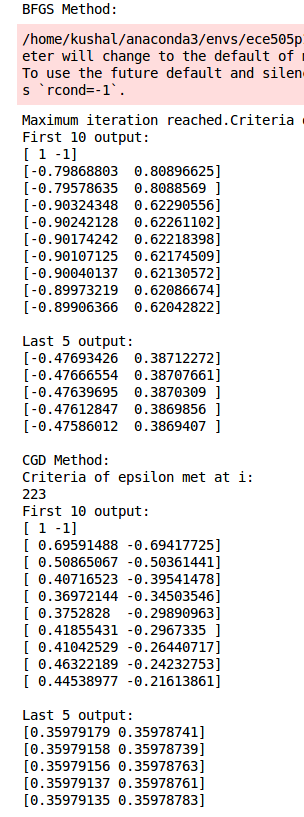 BFGS Method:
/home/kushal/anaconda3/envs/ece505p
eter will change to the default of
To use the future default and silen
s `rcond=-1`.
Maximum iteration reached.Criteria
First 10 output:
[ 1 -1]
[-0.79868803  0.80896625]
[-0.79578635  0.8088569 ]
[-0.90324348  0.62290556]
[-0.90242128  0.62261102]
[-0.90174242  0.62218398]
[-0.90107125  0.62174509]
[-0.90040137  0.62130572]
[-0.89973219  0.62086674]
[-0.89906366  0.62042822]
Last 5 output:
[-0.47693426  0.38712272]
[-0.47666554  0.38707661]
[-0.47639695  0.3870309 ]
[-0.47612847  0.3869856 ]
[-0.47586012  0.3869407 ]
CGD Method:
Criteria of epsilon met at i:
223
First 10 output:
[ 1 -1]
[ 0.69591488 -0.69417725]
[ 0.50865067 -0.50361441]
[ 0.40716523 -0.39541478]
[ 0.36972144 -0.34503546]
[ 0.3752828  -0.29890963]
[ 0.41855431 -0.2967335 ]
[ 0.41042529 -0.26440717]
[ 0.46322189 -0.24232753]
[ 0.44538977 -0.21613861]
Last 5 output:
[0.35979179 0.35978741]
[0.35979158 0.35978739]
[0.35979156 0.35978763]
[0.35979137 0.35978761]
[0.35979135 0.35978783]